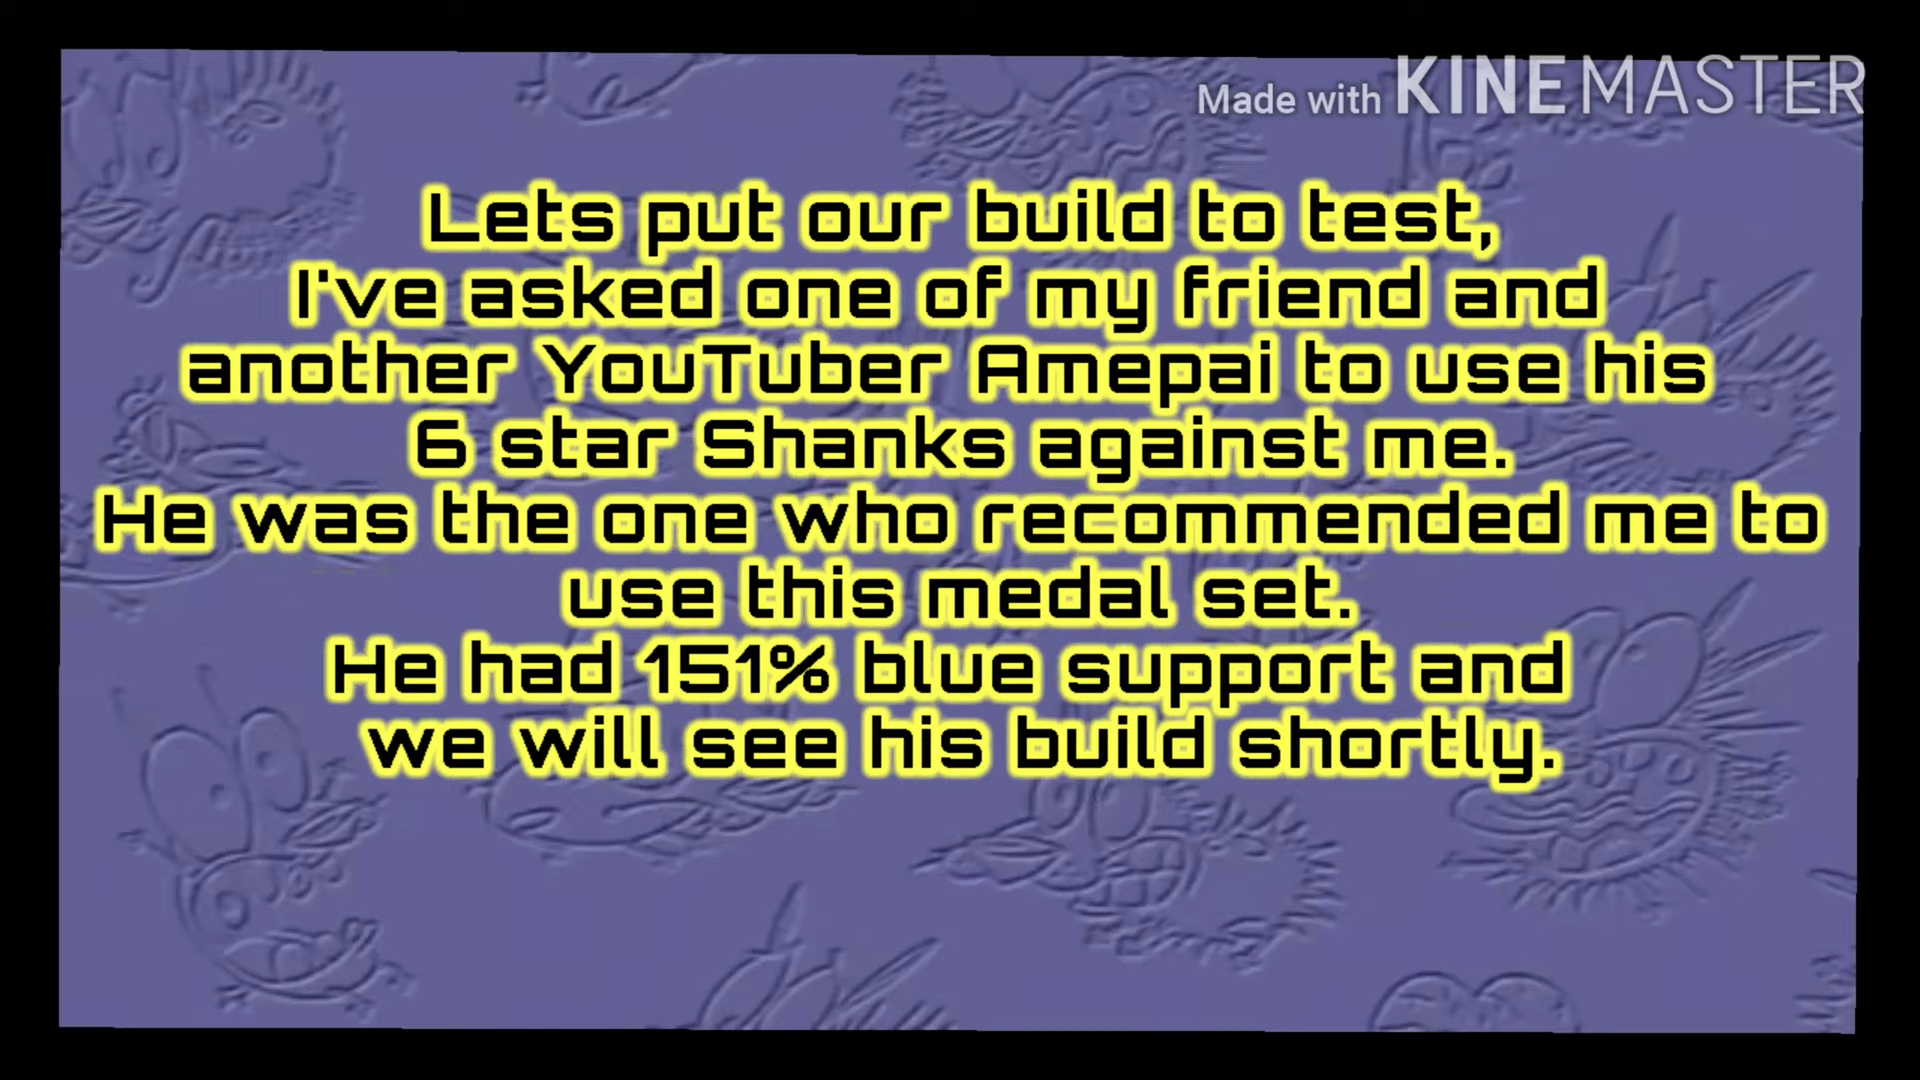 Made with KINEMASTER
Lets put our build to test,
I've asked one of my friend and
another YouTuber Amepai to use his
6 star Shanks against me.
He was the one who recommended me to
use this medal set.
He had 151% blue support and
we will see his build shortly.